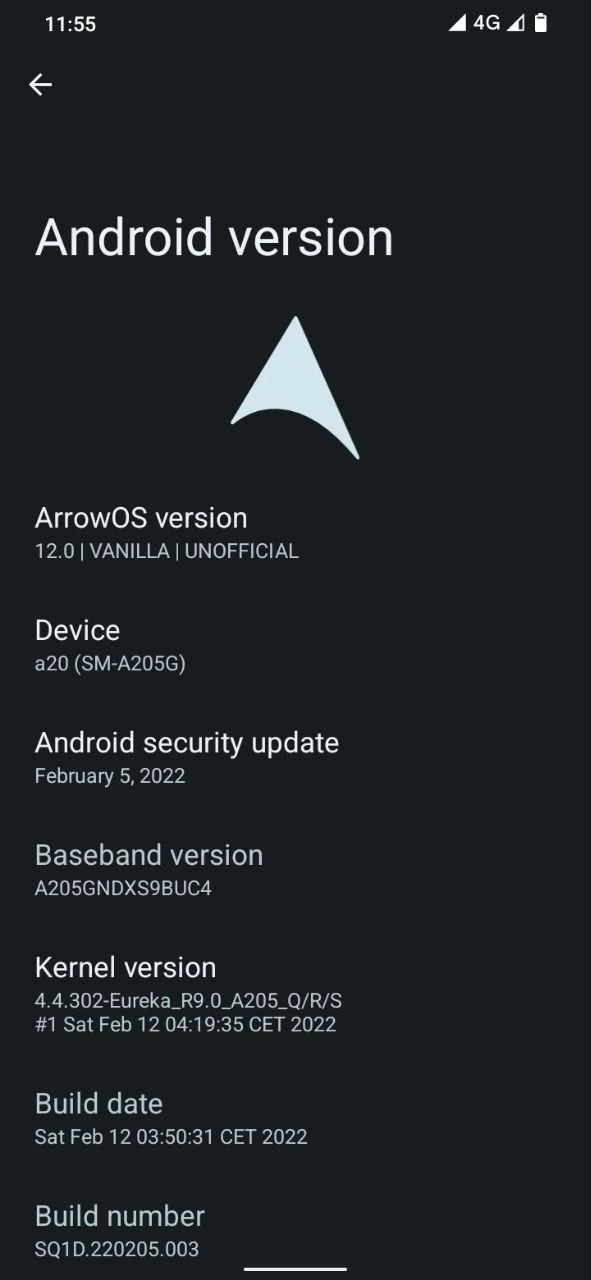 11:55
4G
Android version
ArrowOS version
12.0 | VANILLA | UNOFFICIAL
Device
a20 (SM-A205G)
Android security update
February 5, 2022
Baseband version
A205GNDXS9BUC4
Kernel version
4.4.302-Eureka_R9.0_A205_Q/R/S
#1 Sat Feb 12 04:19:35 CET 2022
Build date
Sat Feb 12 03:50:31 CET 2022
Build number
SQ1D.220205.003